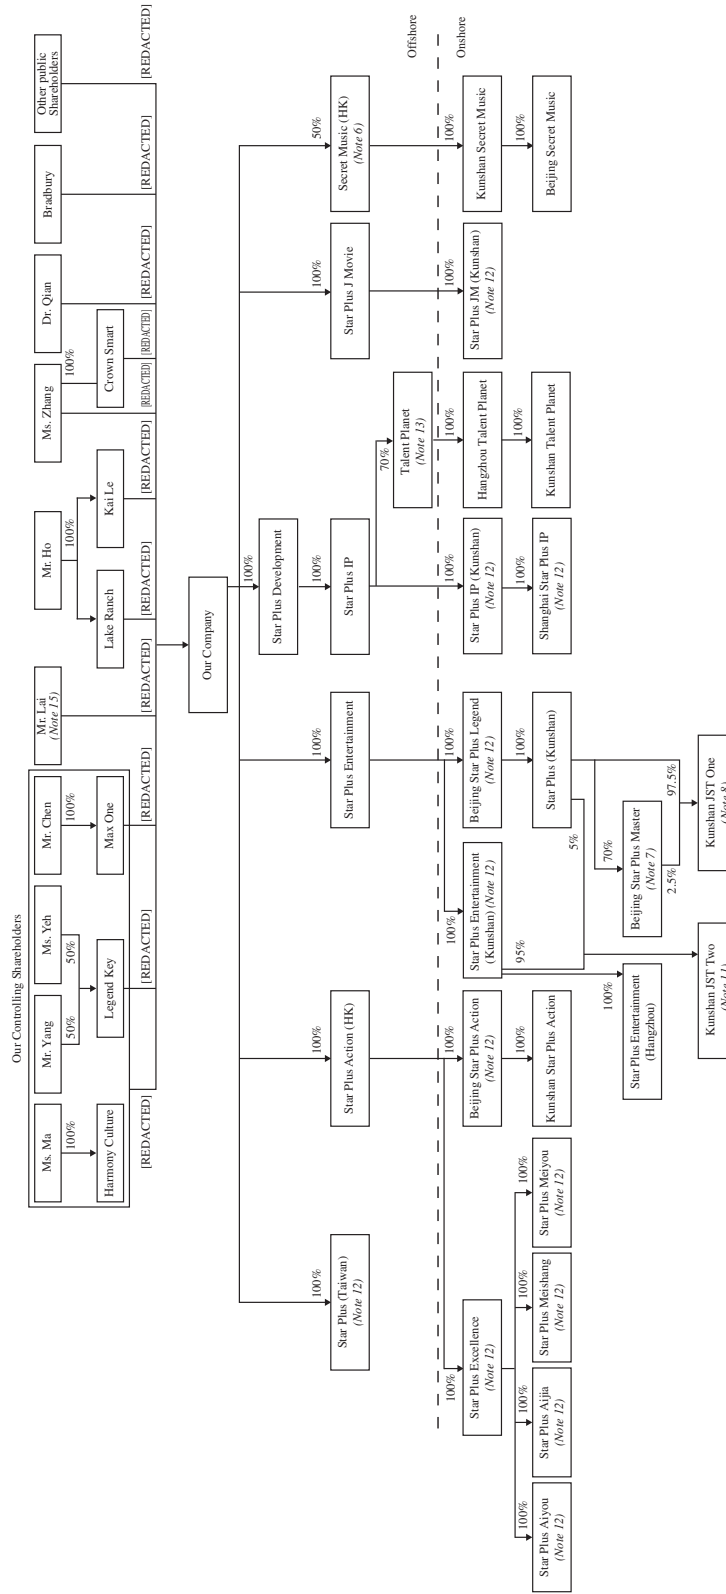 Our Controlling Shareholders
Ms. Ma
Mr. Yang
Ms. Yeh
Mr. Chen
Mr. Lai
(Note 15)
Mr. Ho
Ms. Zhang
Dr. Qian
Bradbury
Other public
Shareholders
100%
50%
50%
100%
100%
100%
Harmony Culture
Legend Key
Max One
Lake Ranch
Kai Le
Crown Smart
[REDACTED]
[REDACTED]
[REDACTED]
[REDACTED]
[REDACTED]
[REDACTED]
[REDACTED]
[REDACTED]
[REDACTED]
[REDACTED]
[REDACTED]
Our Company
100%
Star Plus Development
100%
100%
100%
100%
100%
50%
Star Plus (Taiwan)
(Note 12)
Star Plus Action (HK)
Star Plus Entertainment
Star Plus IP
Star Plus J Movie
Secret Music (HK)
(Note 6)
70%
Talent Planet
(Note 13)
Offshore
Onshore
100%
100%
100%
100%
100%
100%
100%
100%
Star Plus Excellence
(Note 12)
Beijing Star Plus Action
(Note 12)
Star Plus Entertainment
(Kunshan) (Note 12)
Beijing Star Plus Legend
(Note 12)
Star Plus IP (Kunshan)
(Note 12)
Hangzhou Talent Planet
Star Plus JM (Kunshan)
(Note 12)
Kunshan Secret Music
100%
100%
100%
100%
100%
95%
100%
100%
100%
100%
Star Plus Aiyou
(Note 12)
Star Plus Aijia
(Note 12)
Star Plus Meishang
(Note 12)
Star Plus Meiyou
(Note 12)
Kunshan Star Plus Action
Star Plus (Kunshan)
Shanghai Star Plus IP
(Note 12)
Kunshan Talent Planet
Beijing Secret Music
5%
100%
70%
Star Plus Entertainment
(Hangzhou)
Beijing Star Plus Master
(Note 7)
2.5%
97.5%
Kunshan JST Two
(Note 11)
Kunshan JST One
(Note 8)